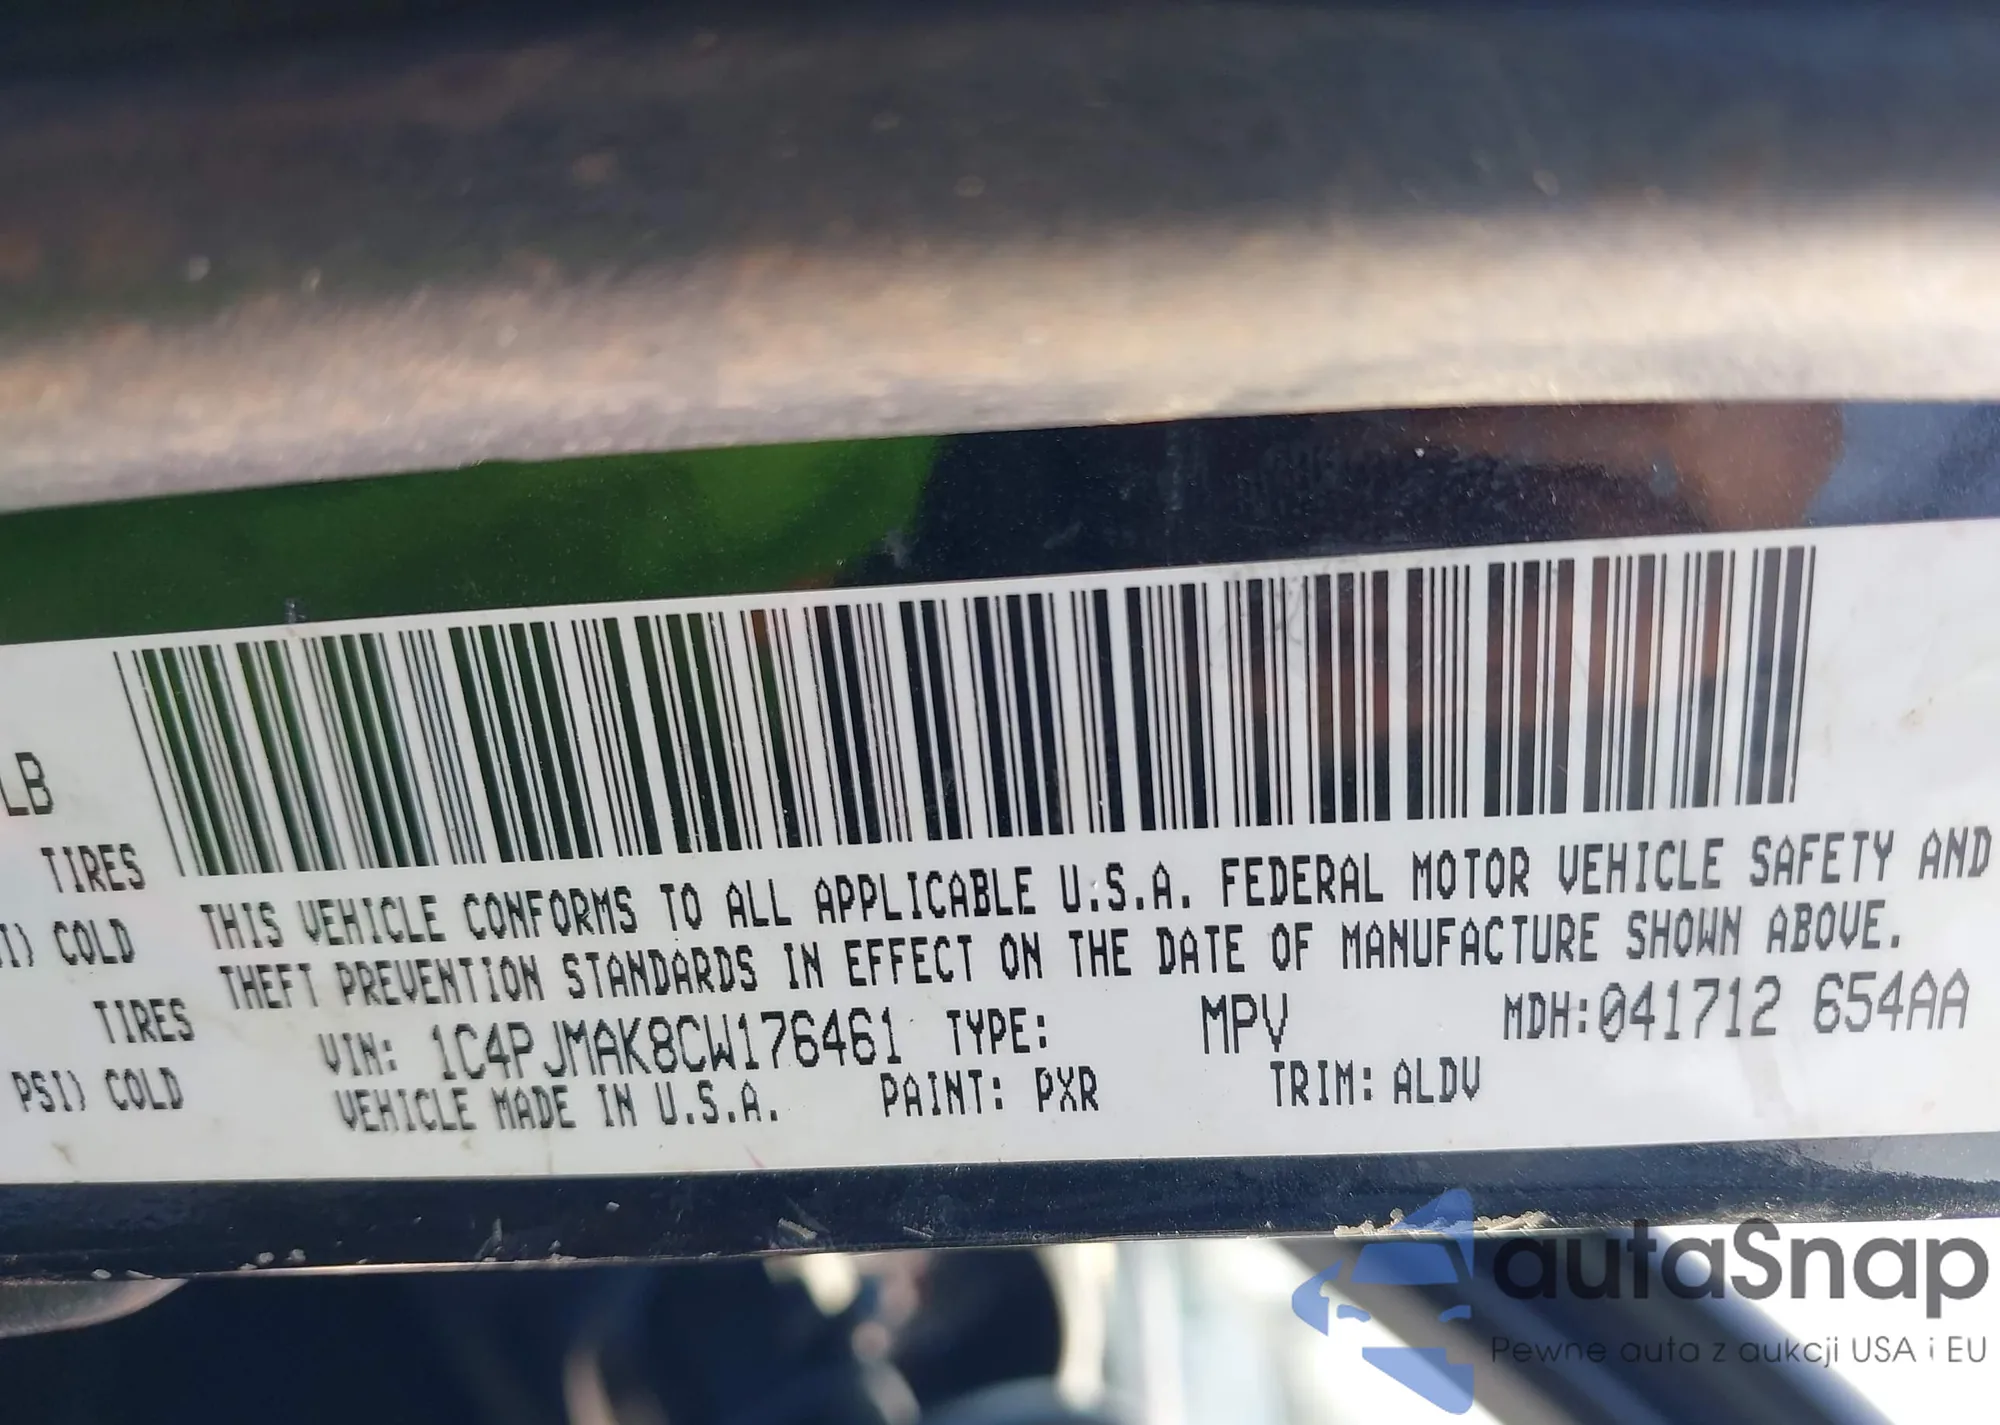 LB
TIRES
I) COLD
THIS VEHICLE CONFORMS TO ALL APPLICABLE U.S.A. FEDERAL MOTOR VEHICLE SAFETY AND
THEFT PREVENTION STANDARDS IN EFFECT ON THE DATE OF MANUFACTURE SHOWN ABOVE.
TIRES
VIN: 1C4PJMAK8CW176461 TYPE: MPV MDH:041712 654AA
PSI) COLD
VEHICLE MADE IN U.S.A. PAINT: PXR TRIM: ALDV
autaSnap
Pewne auta z aukcji USA i EU